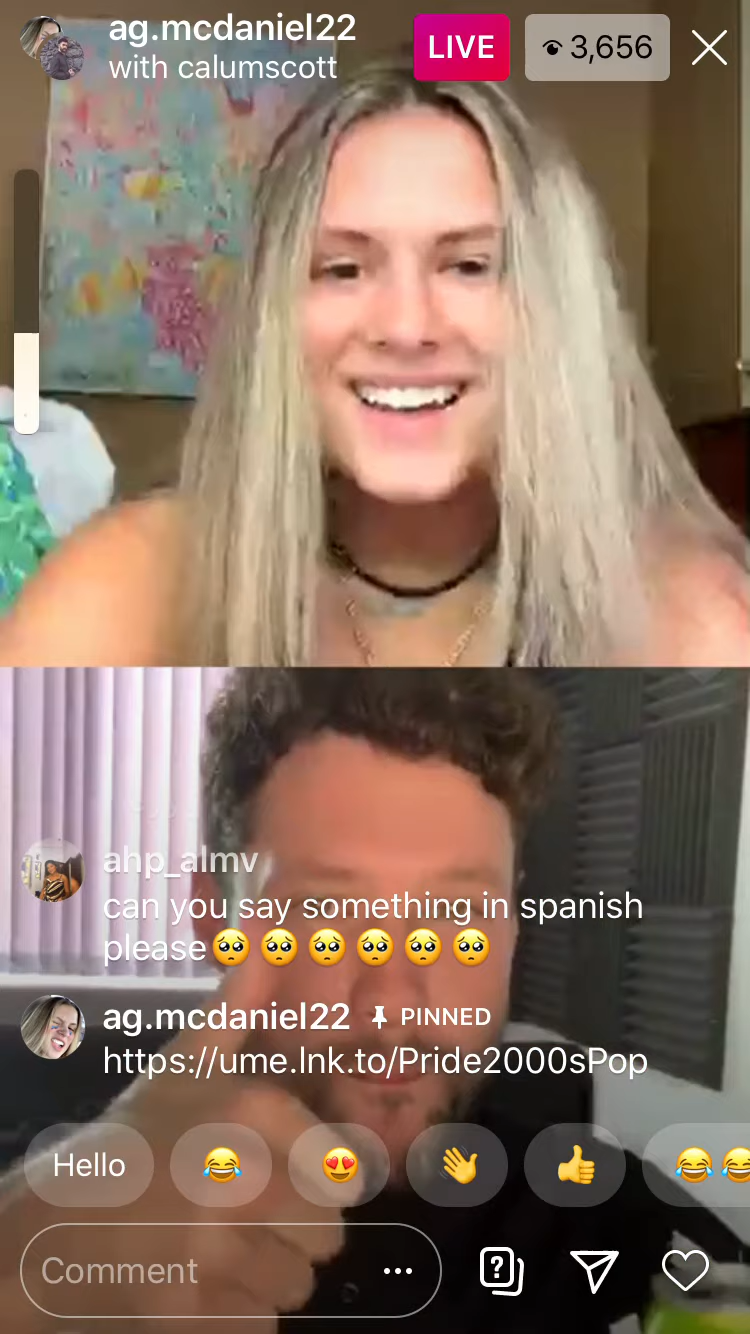 ag.mcdaniel22
with calumscott
LIVE
3,656
ahp_almv
can you say something in spanish
please🥺🥺🥺🥺🥺🥺
ag.mcdaniel22 PINNED
https://ume.lnk.to/Pride2000sPop
Hello 😂 😍 👋 👍 😂😂
Comment ...